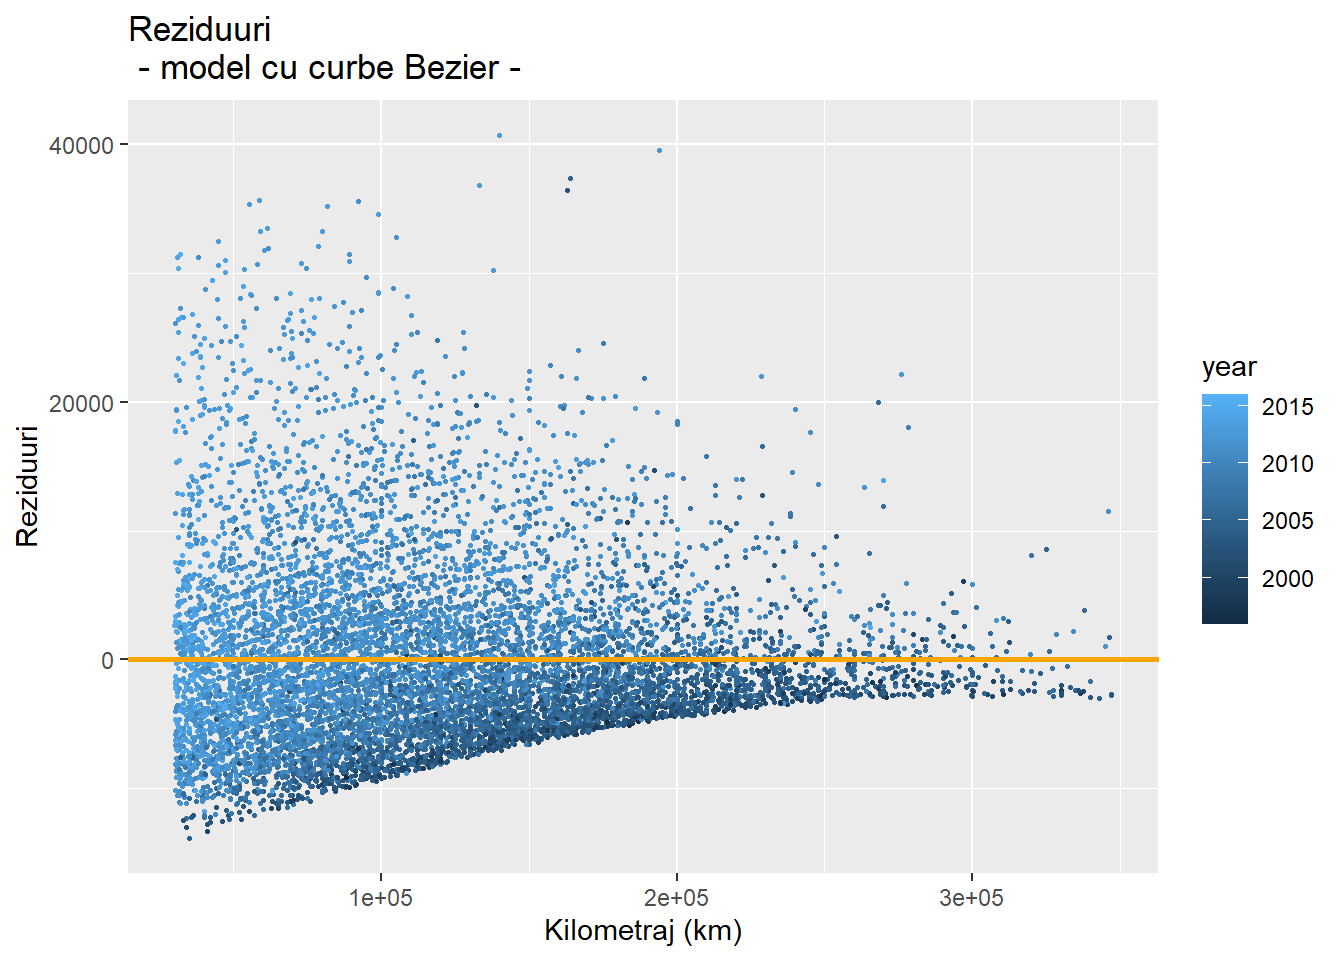 Reziduuri
- model cu curbe Bezier -
Reziduuri
40000
20000
0
1e+05
2e+05
3e+05
Kilometraj (km)
year
2015
2010
2005
2000